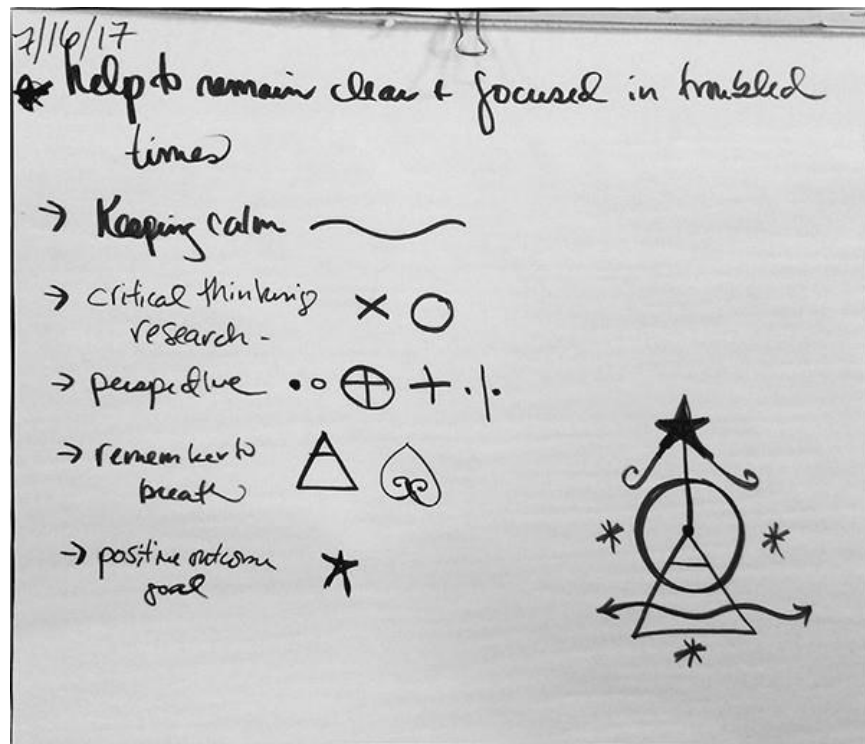 7/16/17
* help to remain clear + focused in troubled
times
→ Keeping calm
→ critical thinking
research -
→ perspective
→ remember to
breath
→ positive outcome
goal